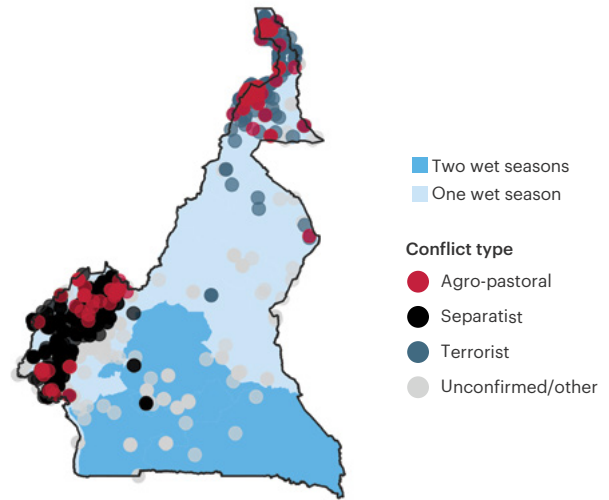 Two wet seasons
One wet season
Conflict type
Agro-pastoral
Separatist
Terrorist
Unconfirmed/other